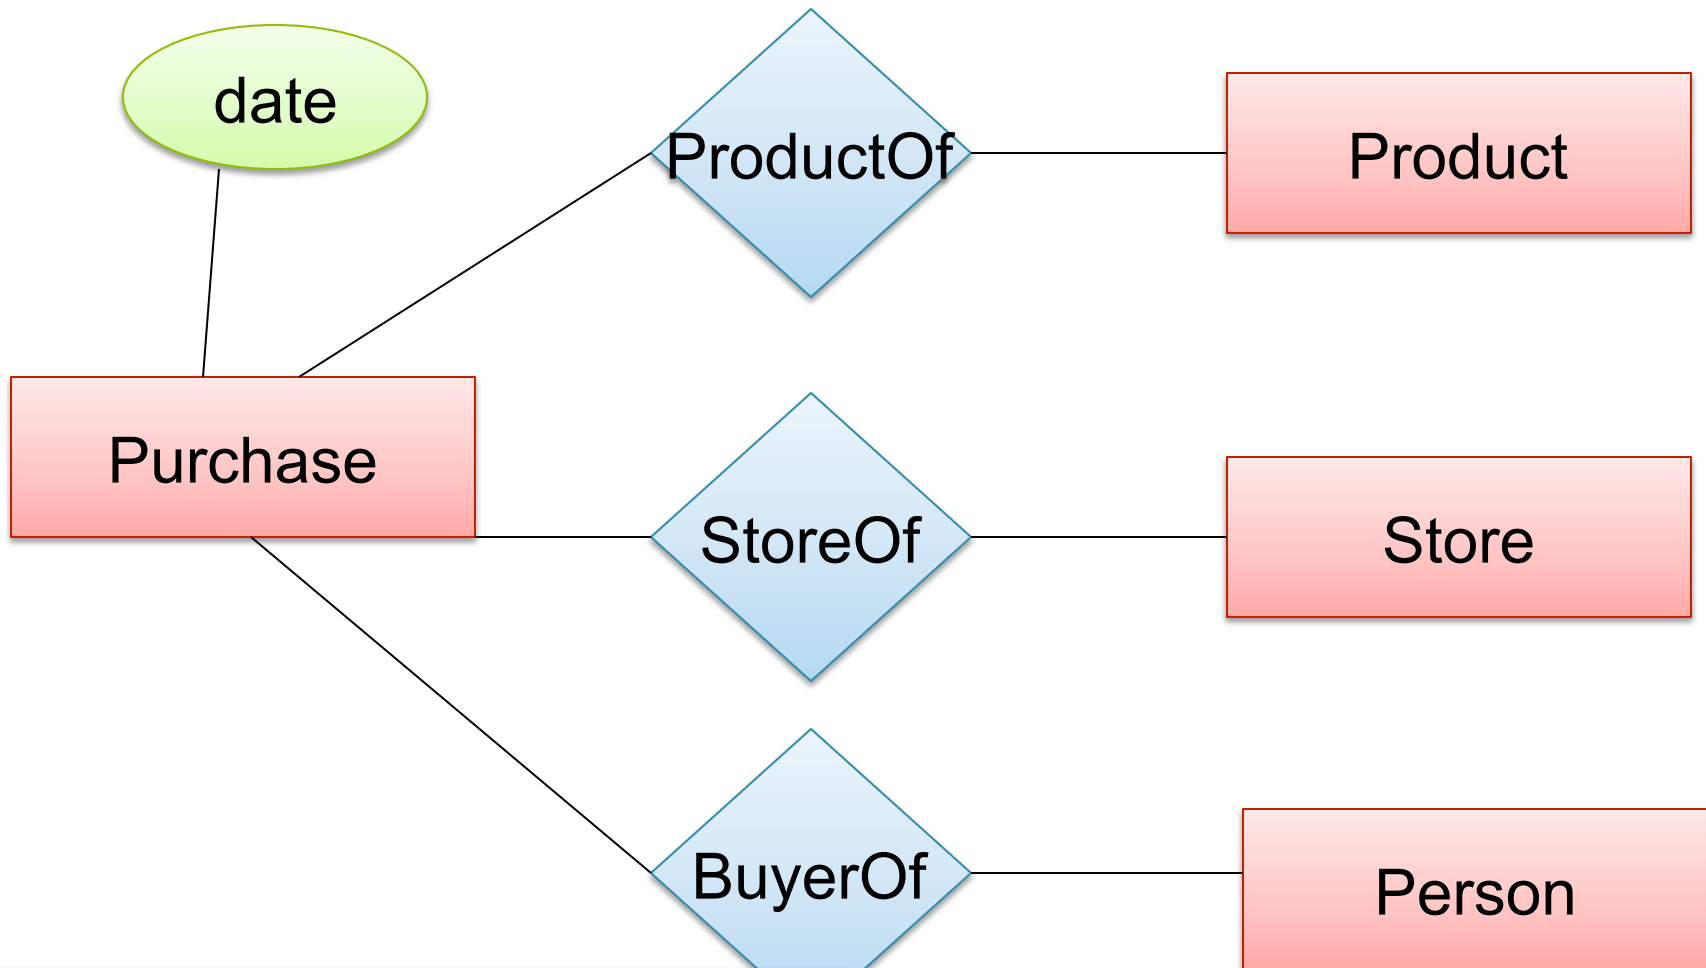 date
ProductOf
Product
Purchase
StoreOf
Store
BuyerOf
Person